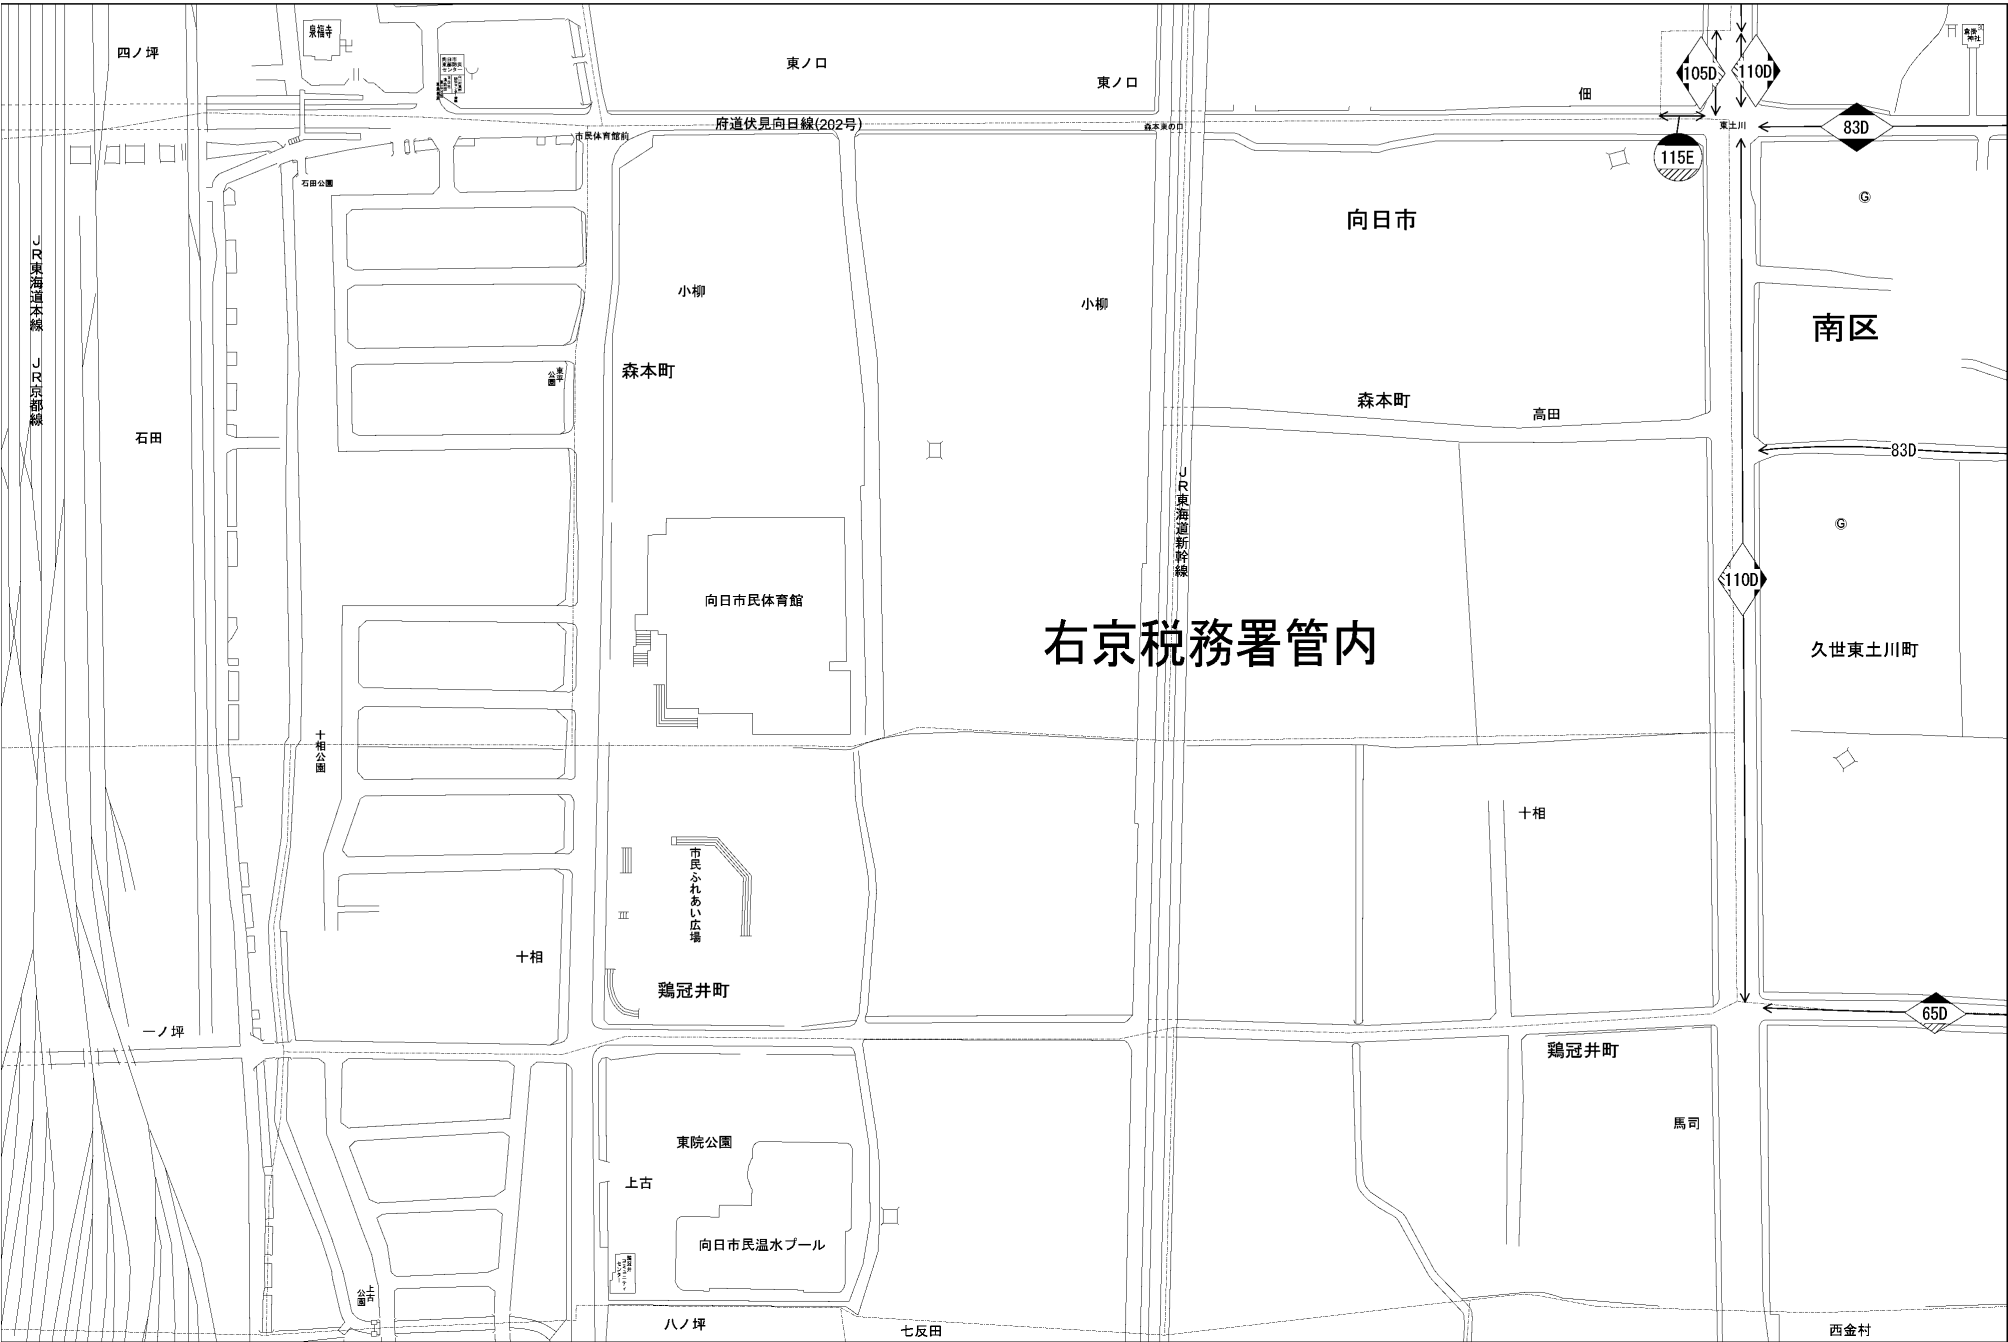 四ノ坪
東ノ口
東ノ口
佃
105D
110D
倉掛
神社
府道伏見向日線(202号)
市民体育館前
森本東の口
東土川
83D
115E
石田公園
向日市
G
JR東海道本線
JR京都線
小柳
小柳
南区
森本町
東平
公園
森本町
高田
石田
83D
JR東海道新幹線
G
110D
向日市民体育館
右京税務署管内
久世東土川町
十相公園
十相
市民ふれあい広場
十相
鶏冠井町
65D
一ノ坪
鶏冠井町
馬司
東院公園
上古
向日市民温水プール
上古
公園
八ノ坪
七反田
西金村